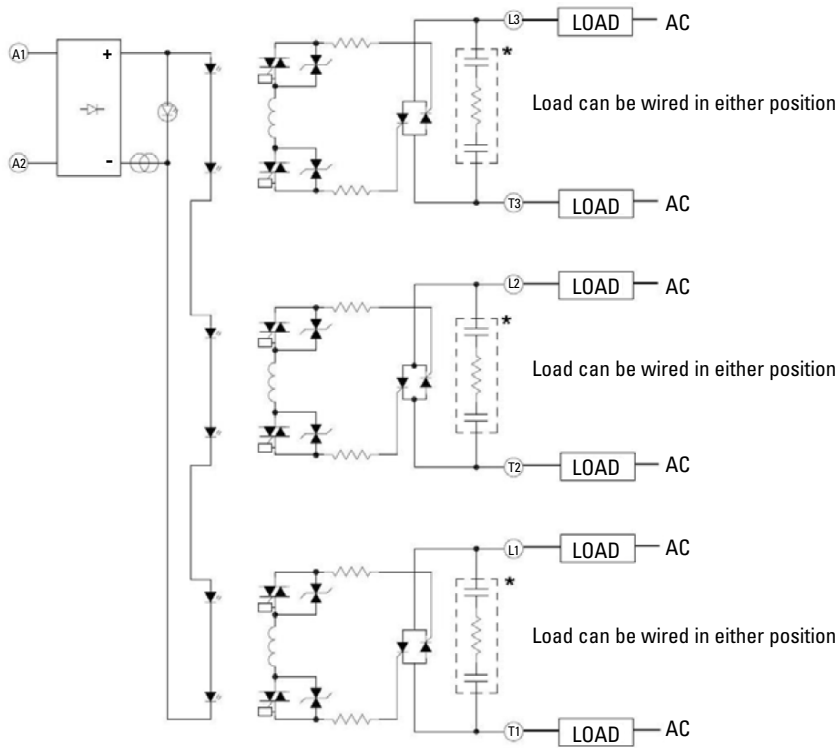 L3 LOAD AC
*
A1 +
Load can be wired in either position
A2 -
T3 LOAD AC
L2 LOAD AC
*
Load can be wired in either position
T2 LOAD AC
L1 LOAD AC
*
Load can be wired in either position
T1 LOAD AC